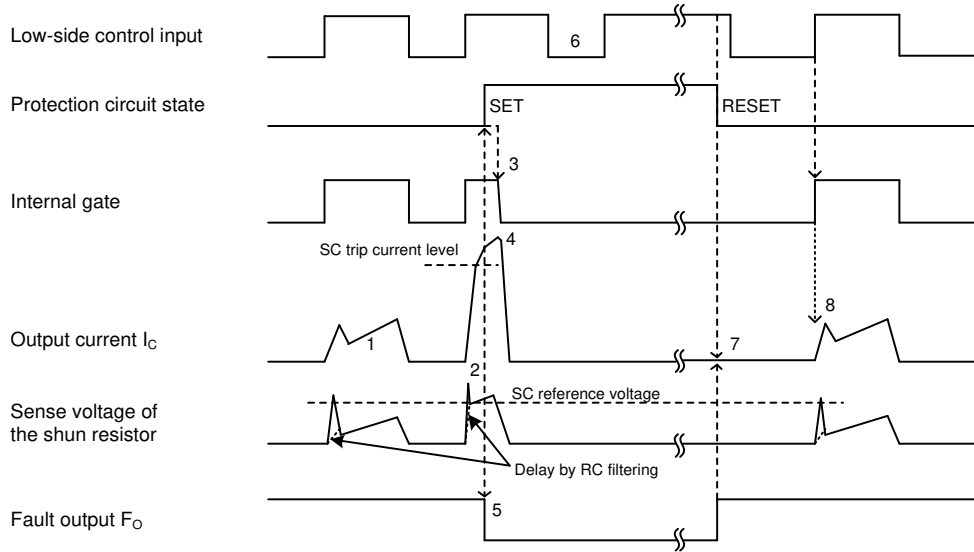 Low-side control input
6
Protection circuit state
SET
RESET
3
Internal gate
4
SC trip current level
8
Output current I_C
1
7
2
SC reference voltage
Sense voltage of
the shun resistor
Delay by RC filtering
5
Fault output F_O